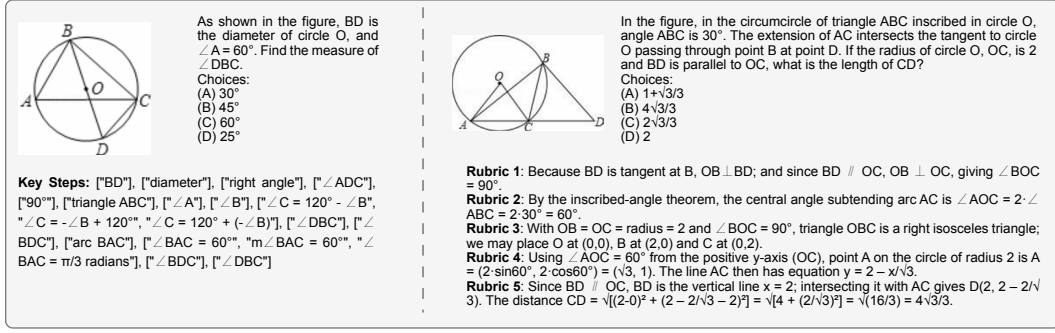 B
O
A
C
D
As shown in the figure, BD is
the diameter of circle O, and
∠A = 60°. Find the measure of
∠DBC.
Choices:
(A) 30°
(B) 45°
(C) 60°
(D) 25°
Key Steps: ["BD"], ["diameter"], ["right angle"], ["∠ADC"],
["90°"], ["triangle ABC"], ["∠A"], ["∠B"], ["∠C = 120° - ∠B",
"∠C = -∠B + 120°", "∠C = 120° + (-∠B)"], ["∠DBC"], ["∠
BDC"], ["arc BAC"], ["∠BAC = 60°", "m∠BAC = 60°", "∠
BAC = π/3 radians"], ["∠BDC"], ["∠DBC"]
O
B
A
C
D
In the figure, in the circumcircle of triangle ABC inscribed in circle O,
angle ABC is 30°. The extension of AC intersects the tangent to circle
O passing through point B at point D. If the radius of circle O, OC, is 2
and BD is parallel to OC, what is the length of CD?
Choices:
(A) 1+√3/3
(B) 4√3/3
(C) 2√3/3
(D) 2
Rubric 1: Because BD is tangent at B, OB⊥BD; and since BD ∥ OC, OB ⊥ OC, giving ∠BOC
= 90°.
Rubric 2: By the inscribed-angle theorem, the central angle subtending arc AC is ∠AOC = 2·∠
ABC = 2·30° = 60°.
Rubric 3: With OB = OC = radius = 2 and ∠BOC = 90°, triangle OBC is a right isosceles triangle;
we may place O at (0,0), B at (2,0) and C at (0,2).
Rubric 4: Using ∠AOC = 60° from the positive y-axis (OC), point A on the circle of radius 2 is A
= (2·sin60°, 2·cos60°) = (√3, 1). The line AC then has equation y = 2 – x/√3.
Rubric 5: Since BD ∥ OC, BD is the vertical line x = 2; intersecting it with AC gives D(2, 2 – 2/√
3). The distance CD = √[(2-0)² + (2 – 2/√3 – 2)²] = √[4 + (2/√3)²] = √(16/3) = 4√3/3.